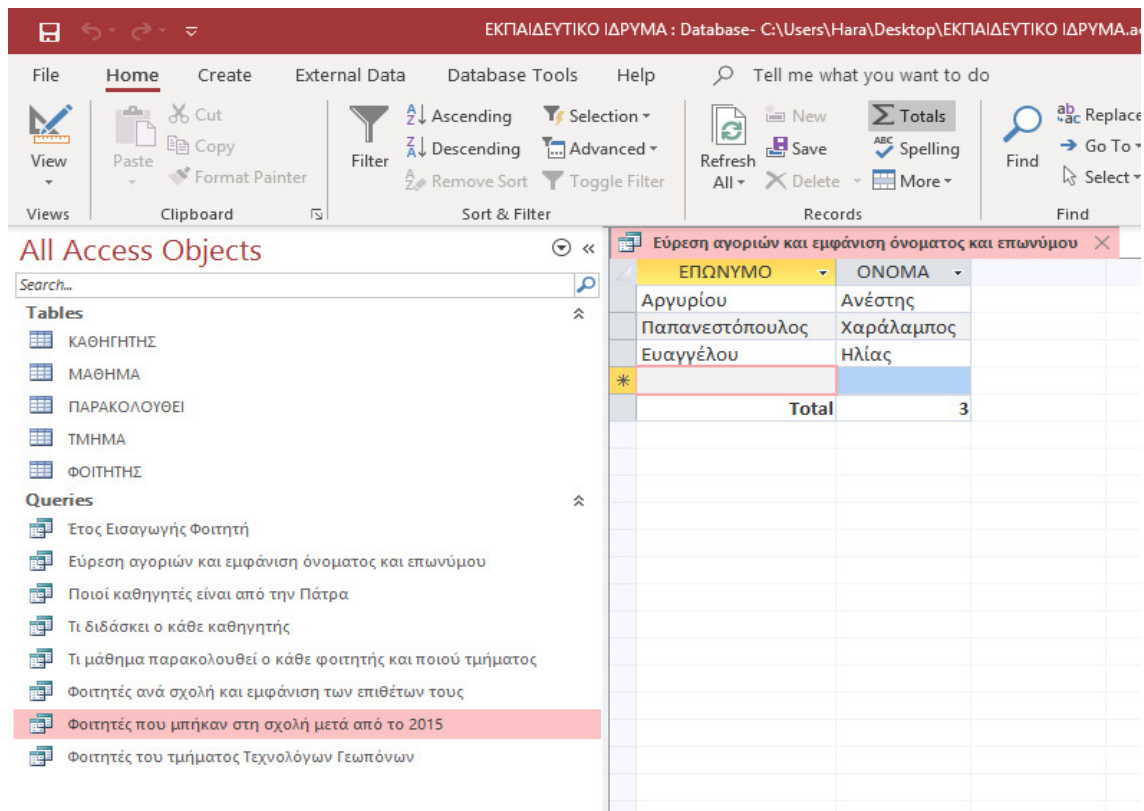 ΕΚΠΑΙΔΕΥΤΙΚΟ ΙΔΡΥΜΑ : Database- C:\Users\Hara\Desktop\ΕΚΠΑΙΔΕΥΤΙΚΟ ΙΔΡΥΜΑ.ac
File Home Create External Data Database Tools Help Tell me what you want to do
View
Views
Paste
Cut
Copy
Format Painter
Clipboard
Filter
Ascending
Descending
Remove Sort
Selection
Advanced
Toggle Filter
Sort & Filter
Refresh
All
New
Save
Delete
Totals
Spelling
More
Records
Find
Replace
Go To
Select
Find
All Access Objects
Search...
Tables
ΚΑΘΗΓΗΤΗΣ
ΜΑΘΗΜΑ
ΠΑΡΑΚΟΛΟΥΘΕΙ
ΤΜΗΜΑ
ΦΟΙΤΗΤΗΣ
Queries
Έτος Εισαγωγής Φοιτητή
Εύρεση αγοριών και εμφάνιση όνοματος και επωνύμου
Ποιοί καθηγητές είναι από την Πάτρα
Τι διδάσκει ο κάθε καθηγητής
Τι μάθημα παρακολουθεί ο κάθε φοιτητής και ποιού τμήματος
Φοιτητές ανά σχολή και εμφάνιση των επιθέτων τους
Φοιτητές που μπήκαν στη σχολή μετά από το 2015
Φοιτητές του τμήματος Τεχνολόγων Γεωπόνων
Εύρεση αγοριών και εμφάνιση όνοματος και επωνύμου
ΕΠΩΝΥΜΟ ΟΝΟΜΑ
Αργυρίου Ανέστης
Παπανεστόπουλος Χαράλαμπος
Ευαγγέλου Ηλίας
Total 3